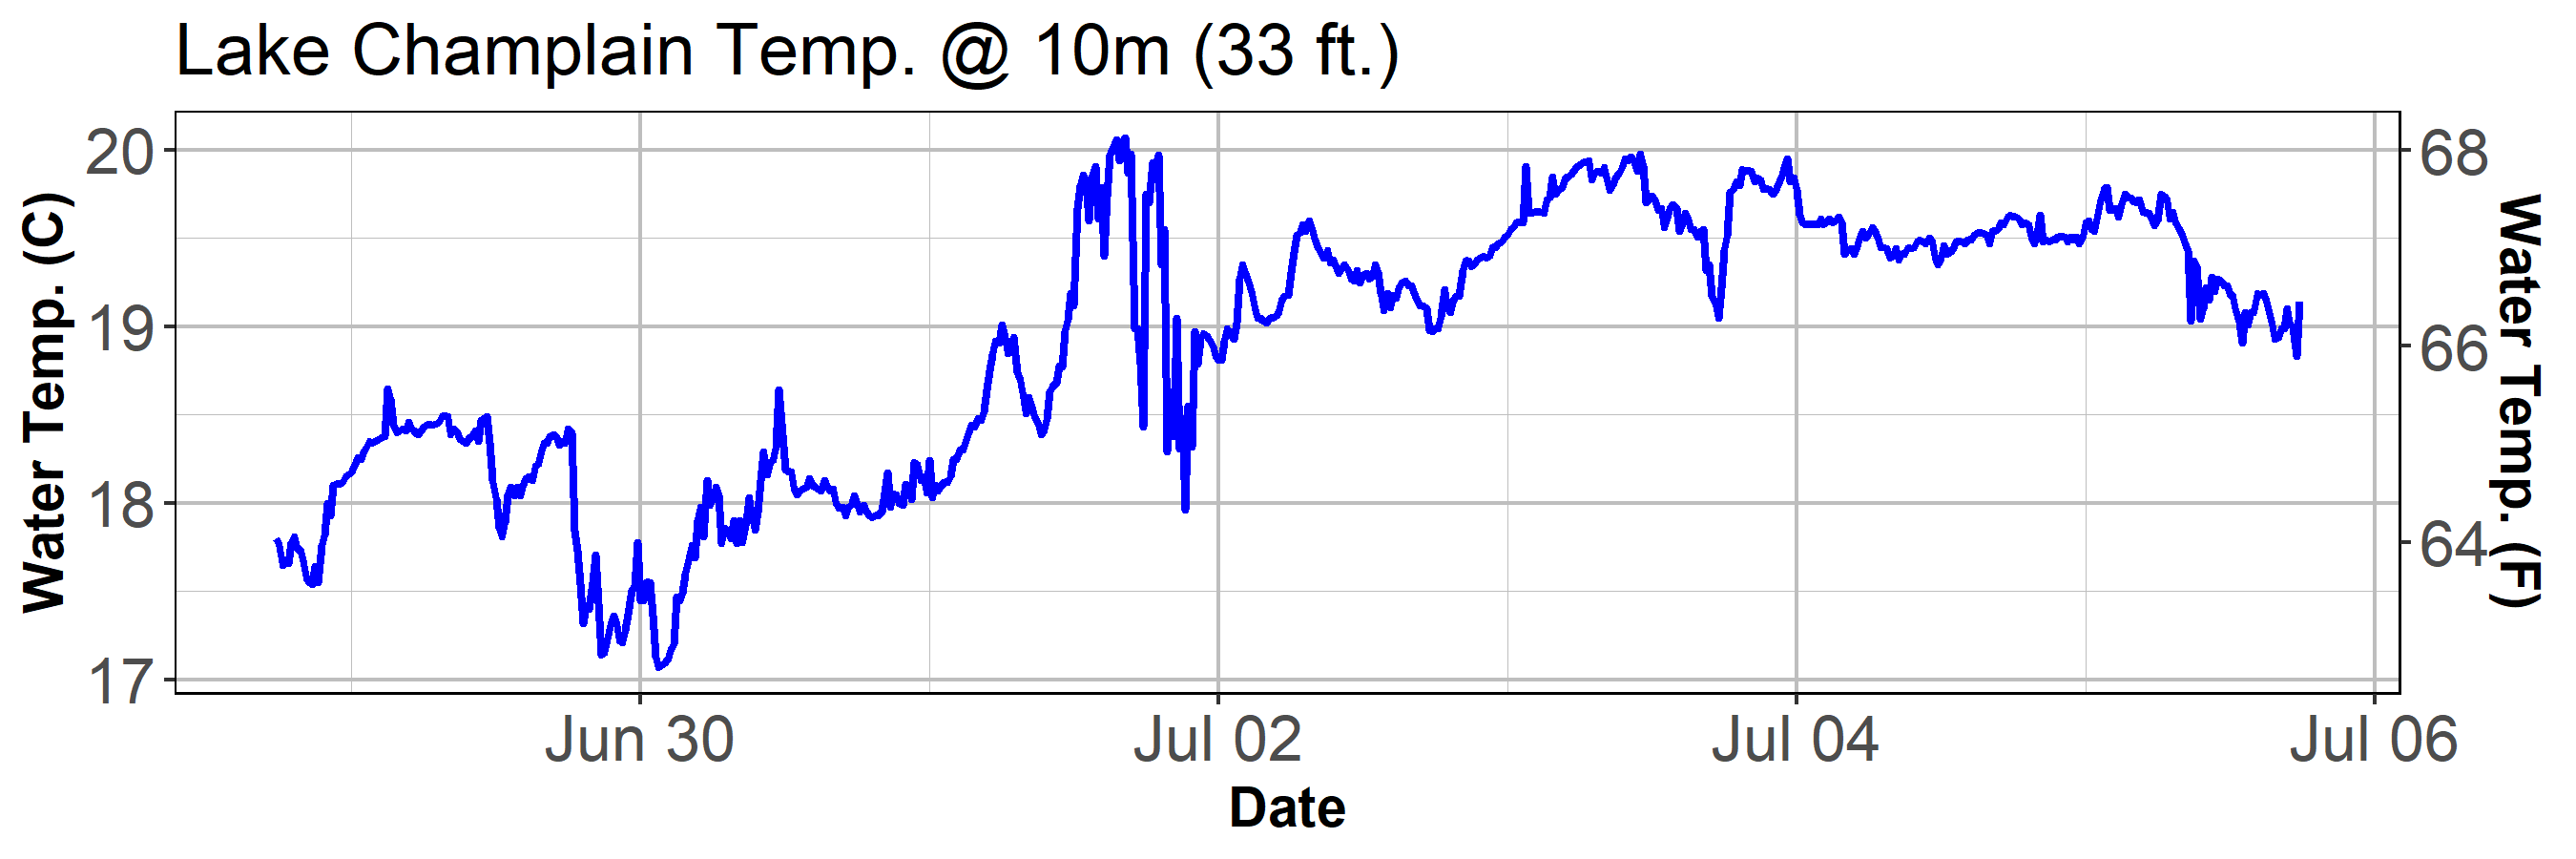 Lake Champlain Temp. @ 10m (33 ft.)
Water Temp. (C)
20
19
18
17
68
66
64
Water Temp. (F)
Jun 30 Jul 02 Jul 04 Jul 06
Date